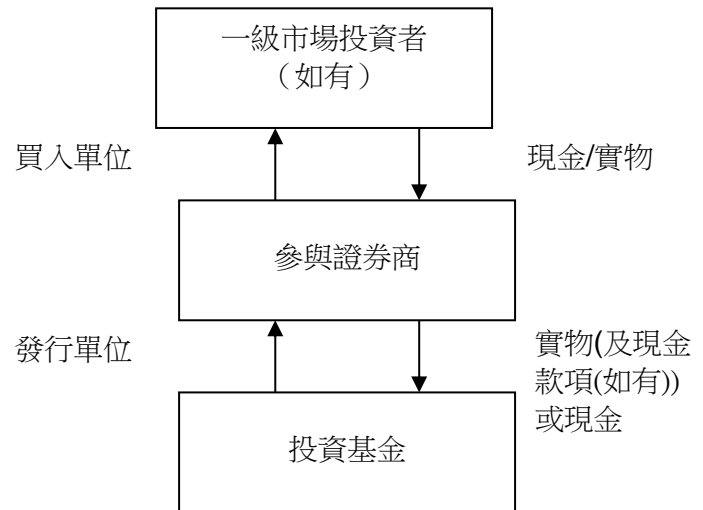 一級市場投資者
（如有）
買入單位
現金/實物
參與證券商
發行單位
實物(及現金
款項(如有))
或現金
投資基金